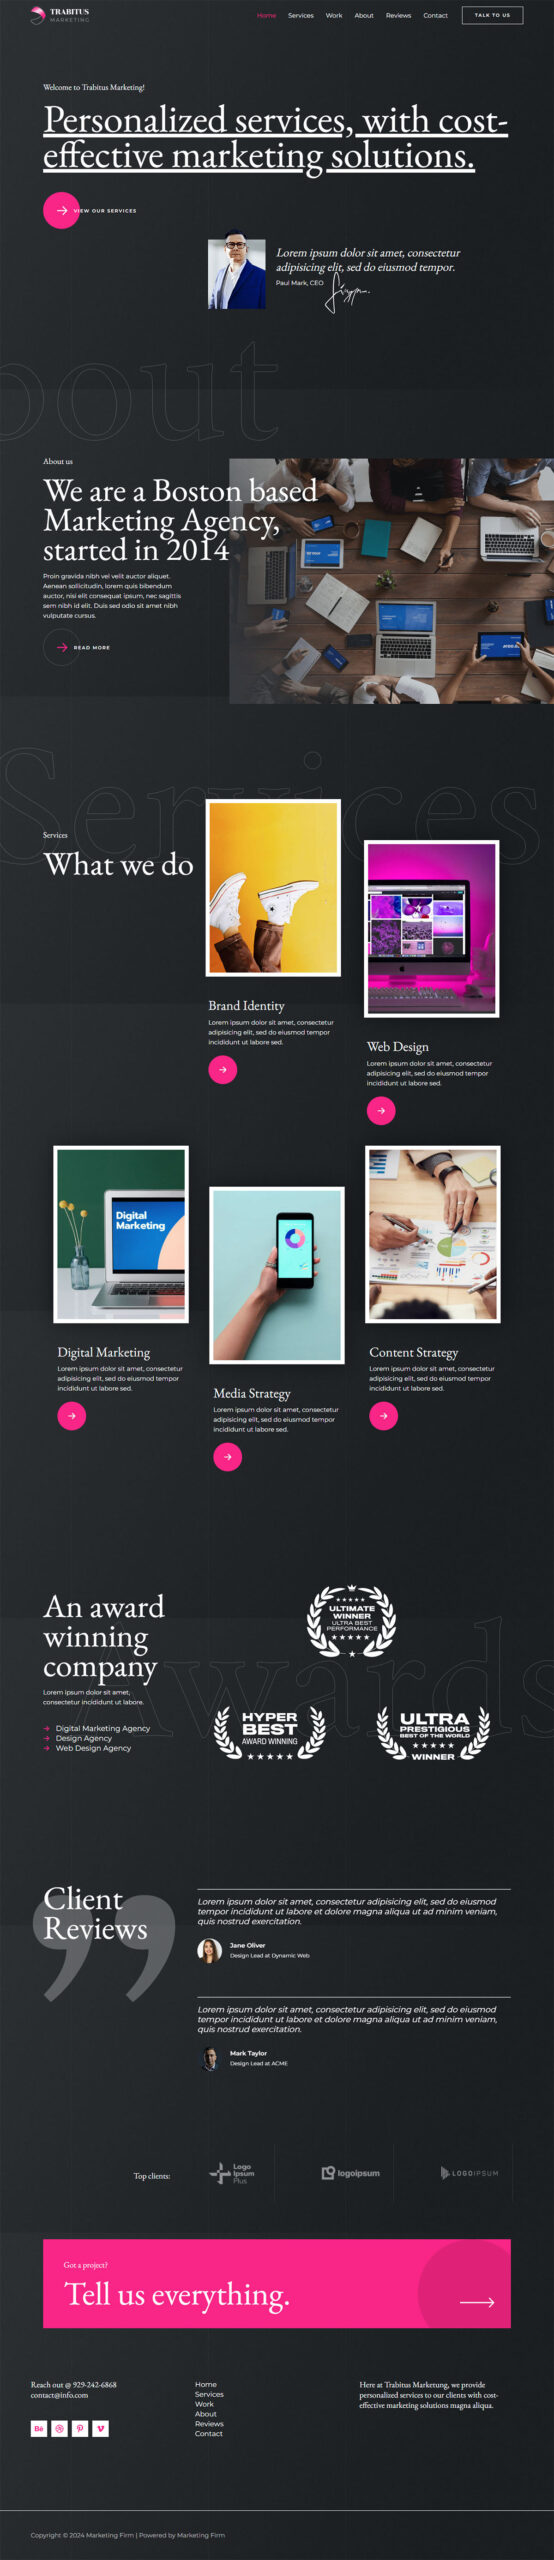 TRABITUS
MARKETING
Home
Services
Work
About
Reviews
Contact
TALK TO US
Welcome to Trabitus Marketing!
Personalized services, with cost-
effective marketing solutions.
VIEW OUR SERVICES
Lorem ipsum dolor sit amet, consectetur
adipisicing elit, sed do eiusmod tempor.
Paul Mark, CEO
bout
About us
We are a Boston based
Marketing Agency,
started in 2014
Proin gravida nibh vel velit auctor aliquet.
Aenean sollicitudin, lorem quis bibendum
auctor, nisi elit consequat ipsum, nec sagittis
sem nibh id elit. Duis sed odio sit amet nibh
vulputate cursus.
READ MORE
Services
Services
What we do
Brand Identity
Lorem ipsum dolor sit amet, consectetur
adipisicing elit, sed do eiusmod tempor
incididunt ut labore sed.
Web Design
Lorem ipsum dolor sit amet, consectetur
adipisicing elit, sed do eiusmod tempor
incididunt ut labore sed.
Digital
Marketing
Digital Marketing
Lorem ipsum dolor sit amet, consectetur
adipisicing elit, sed do eiusmod tempor
incididunt ut labore sed.
Media Strategy
Lorem ipsum dolor sit amet, consectetur
adipisicing elit, sed do eiusmod tempor
incididunt ut labore sed.
Content Strategy
Lorem ipsum dolor sit amet, consectetur
adipisicing elit, sed do eiusmod tempor
incididunt ut labore sed.
Awards
An award
winning
company
Lorem ipsum dolor sit amet,
consectetur incididunt ut labore.
Digital Marketing Agency
Design Agency
Web Design Agency
ULTIMATE
WINNER
ULTRA BEST
PERFORMANCE
HYPER
BEST
AWARD WINNING
ULTRA
PRESTIGIOUS
BEST OF THE WORLD
WINNER
Client
Reviews
Lorem ipsum dolor sit amet, consectetur adipisicing elit, sed do eiusmod
tempor incididunt ut labore et dolore magna aliqua ut ad minim veniam,
quis nostrud exercitation.
Jane Oliver
Design Lead at Dynamic Web
Lorem ipsum dolor sit amet, consectetur adipisicing elit, sed do eiusmod
tempor incididunt ut labore et dolore magna aliqua ut ad minim veniam,
quis nostrud exercitation.
Mark Taylor
Design Lead at ACME
Top clients:
Logo
Ipsum
Plus
logoipsum
LOGOIPSUM
Got a project?
Tell us everything.
Reach out @ 929-242-6868
contact@info.com
Bē
Home
Services
Work
About
Reviews
Contact
Here at Trabitus Marketung, we provide
personalized services to our clients with cost-
effective marketing solutions magna aliqua.
Copyright © 2024 Marketing Firm | Powered by Marketing Firm